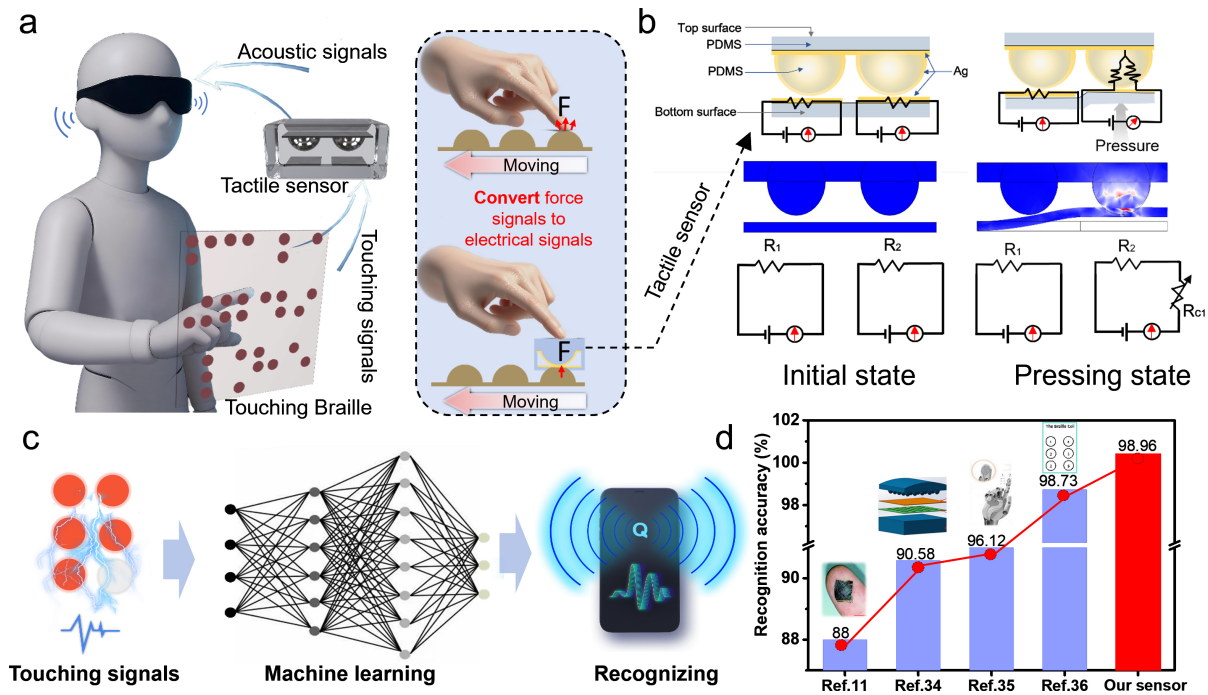 a
Acoustic signals
Tactile sensor
Touching signals
Touching Braille
F
Moving
Convert force
signals to
electrical signals
F
Moving
Tactile sensor
b
Top surface
PDMS
PDMS
Ag
Bottom surface
Pressure
R1
R2
R1
R2
RC1
Initial state
Pressing state
c
Q
Touching signals
Machine learning
Recognizing
d
Recognition accuracy (%)
102
100
98
90
88
88
90.58
96.12
98.73
98.96
The Braille Cell
Ref.11
Ref.34
Ref.35
Ref.36
Our sensor